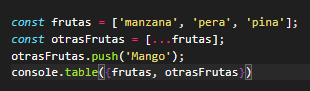 const frutas = ['manzana', 'pera', 'pina'];
const otrasFrutas = [...frutas];
otrasFrutas.push('Mango');
console.table({frutas, otrasFrutas})